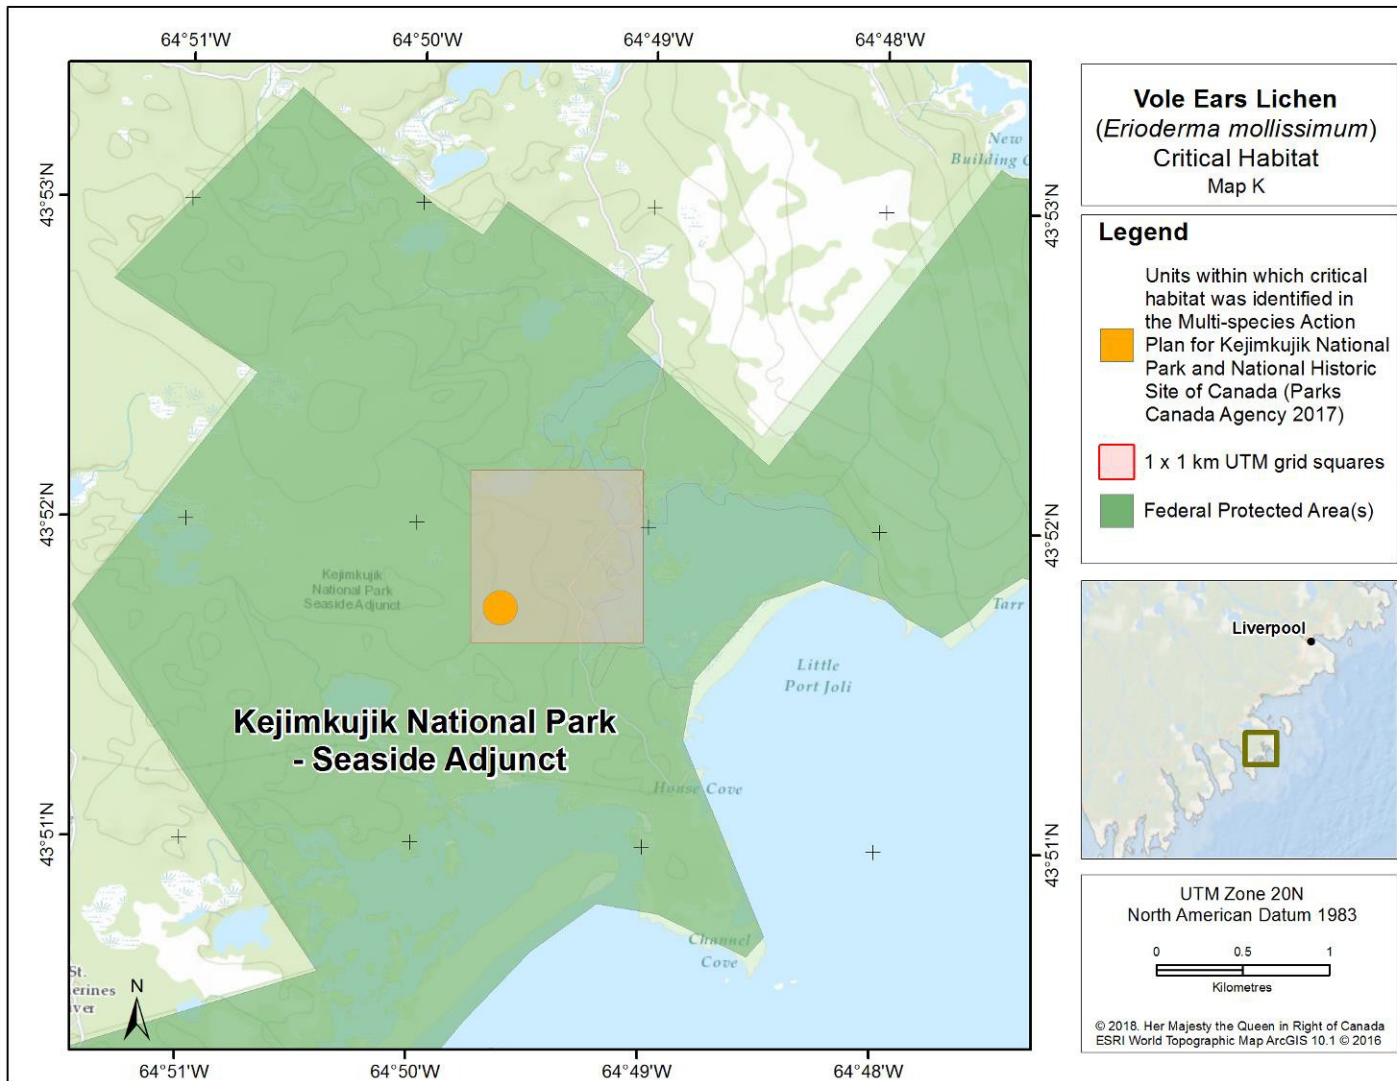 64°51'W
64°50'W
64°49'W
64°48'W
43°53'N
43°52'N
43°51'N
43°53'N
43°52'N
43°51'N
New
Building
Kejimkujik
National Park
Seaside Adjunct
Little
Port Joli
Tarr
Kejimkujik National Park
- Seaside Adjunct
House Cove
Channel
Cove
St.
erines
iver
N
64°51'W
64°50'W
64°49'W
64°48'W
Vole Ears Lichen
(Erioderma mollissimum)
Critical Habitat
Map K
Legend
Units within which critical
habitat was identified in
the Multi-species Action
Plan for Kejimkujik National
Park and National Historic
Site of Canada (Parks
Canada Agency 2017)
1 x 1 km UTM grid squares
Federal Protected Area(s)
Liverpool
UTM Zone 20N
North American Datum 1983
0 0.5 1
Kilometres
© 2018. Her Majesty the Queen in Right of Canada
ESRI World Topographic Map ArcGIS 10.1 © 2016